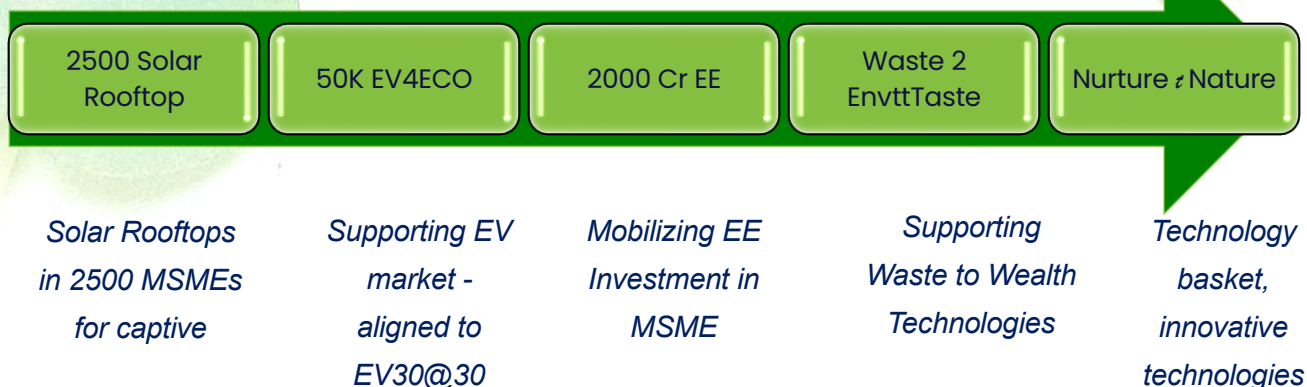 2500 Solar
Rooftop
50K EV4ECO
2000 Cr EE
Waste 2
EnvttTaste
Nurture t Nature
Solar Rooftops
in 2500 MSMEs
for captive
Supporting EV
market -
aligned to
EV30@30
Mobilizing EE
Investment in
MSME
Supporting
Waste to Wealth
Technologies
Technology
basket,
innovative
technologies